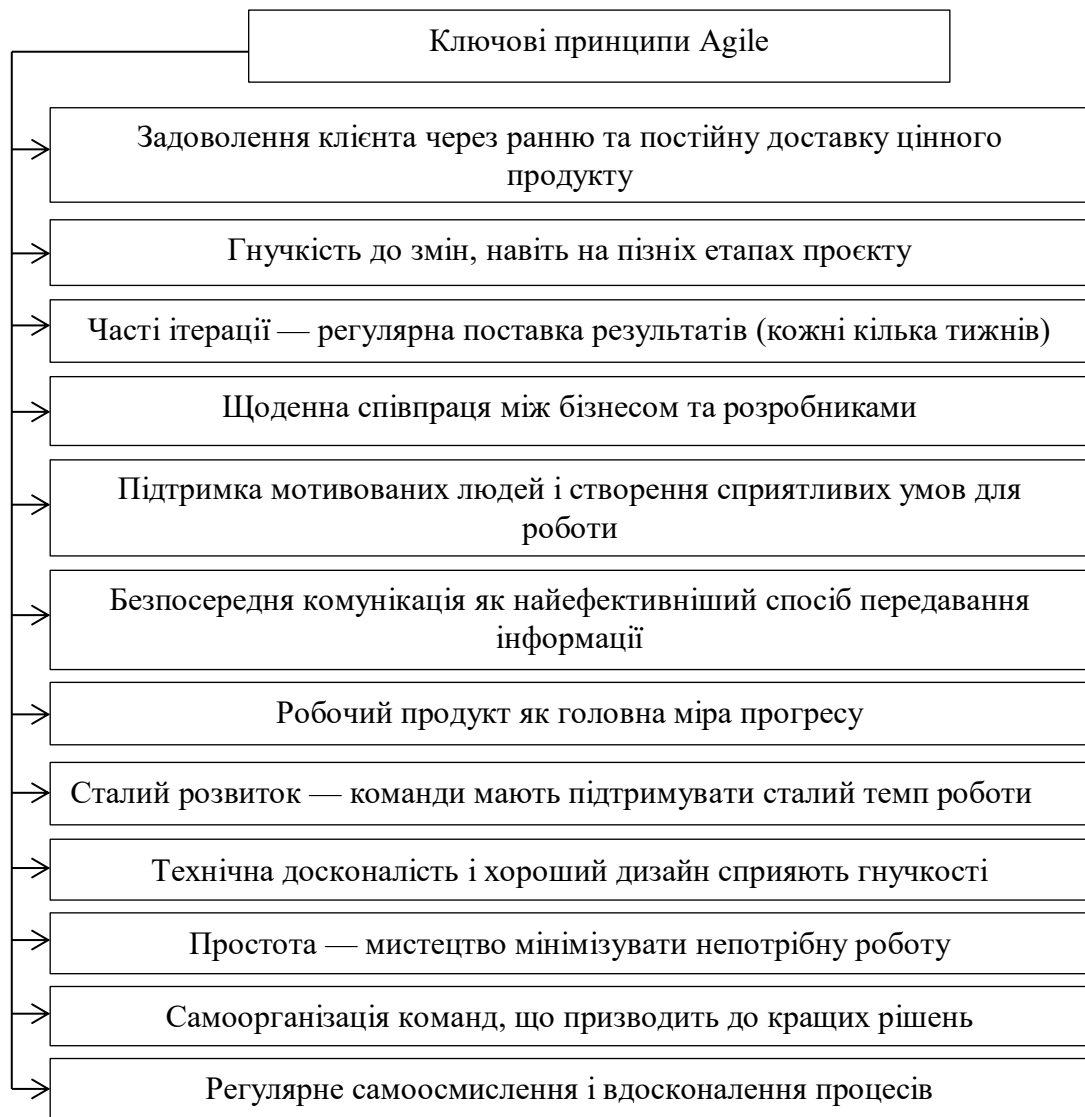 Ключові принципи Agile
Задоволення клієнта через ранню та постійну доставку цінного
продукту
Гнучкість до змін, навіть на пізніх етапах проєкту
Часті ітерації — регулярна поставка результатів (кожні кілька тижнів)
Щоденна співпраця між бізнесом та розробниками
Підтримка мотивованих людей і створення сприятливих умов для
роботи
Безпосередня комунікація як найефективніший спосіб передавання
інформації
Робочий продукт як головна міра прогресу
Сталий розвиток — команди мають підтримувати сталий темп роботи
Технічна досконалість і хороший дизайн сприяють гнучкості
Простота — мистецтво мінімізувати непотрібну роботу
Самоорганізація команд, що призводить до кращих рішень
Регулярне самоосмислення і вдосконалення процесів